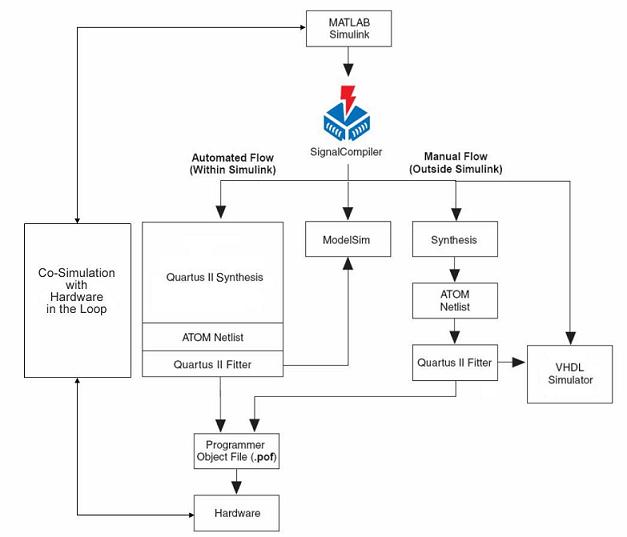 MATLAB
Simulink
SignalCompiler
Automated Flow
(Within Simulink)
Manual Flow
(Outside Simulink)
Co-Simulation
with
Hardware
in the Loop
Quartus II Synthesis
ATOM Netlist
Quartus II Fitter
ModelSim
Synthesis
ATOM
Netlist
Quartus II Fitter
VHDL
Simulator
Programmer
Object File (.pof)
Hardware